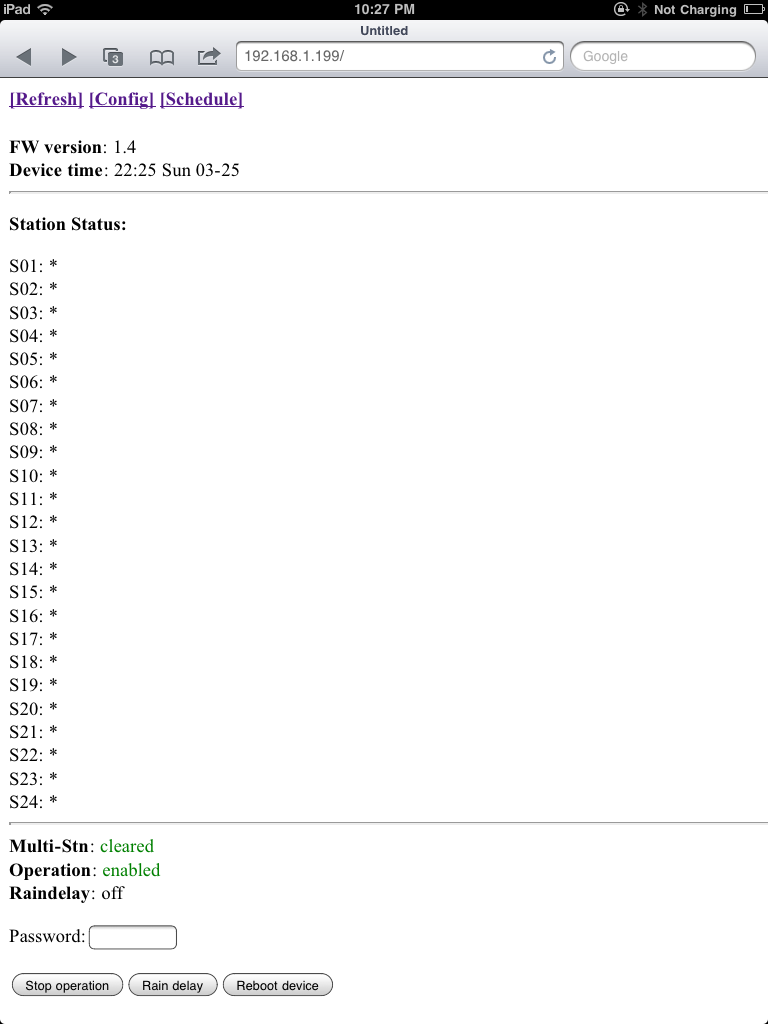 iPad 10:27 PM Not Charging
Untitled
3 192.168.1.199/ Google
[Refresh] [Config] [Schedule]
FW version: 1.4
Device time: 22:25 Sun 03-25
Station Status:
S01: *
S02: *
S03: *
S04: *
S05: *
S06: *
S07: *
S08: *
S09: *
S10: *
S11: *
S12: *
S13: *
S14: *
S15: *
S16: *
S17: *
S18: *
S19: *
S20: *
S21: *
S22: *
S23: *
S24: *
Multi-Stn: cleared
Operation: enabled
Raindelay: off
Password:
Stop operation Rain delay Reboot device